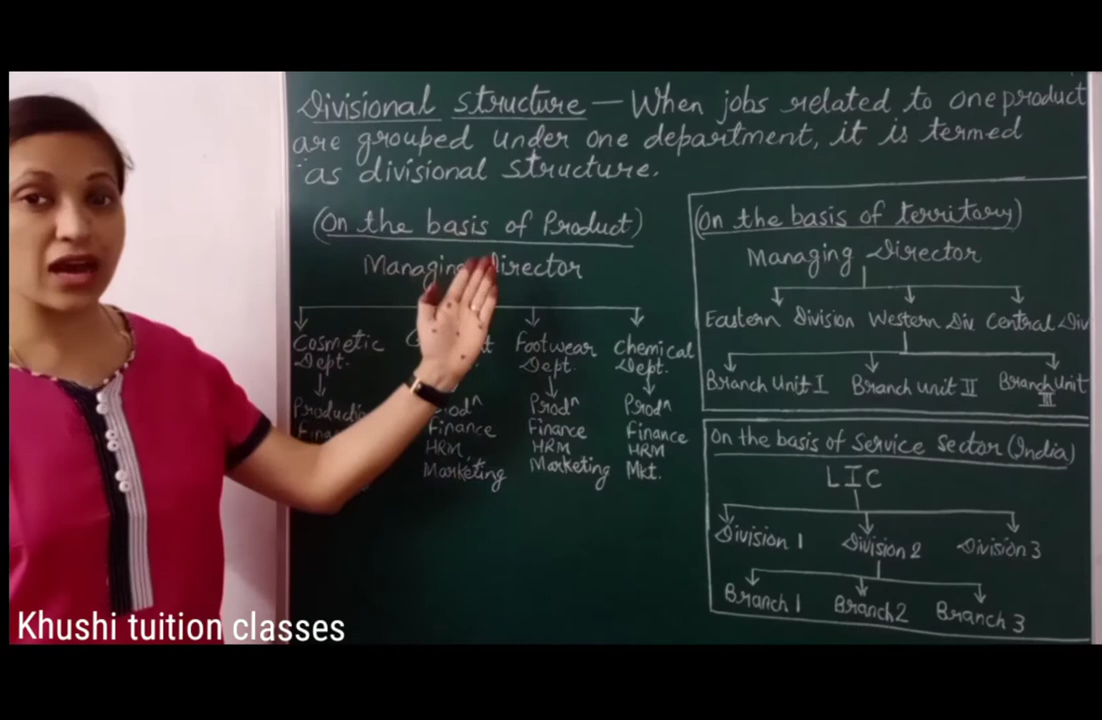 Divisional structure — When jobs related to one product
are grouped under one department, it is termed
as divisional structure.
(On the basis of Product)
Managing Director
Cosmetic Footwear Chemical
Dept. Dept. Dept.
Prodn Prodn
Finance Finance Finance
HRM HRM HRM
Marketing Marketing Mkt.
(On the basis of territory)
Managing Director
Eastern Division Western Div Central Div
Branch Unit I Branch unit II Branch unit
III
On the basis of Service Sector (India)
LIC
Division 1 Division 2 Division 3
Branch 1 Branch 2 Branch 3
Khushi tuition classes